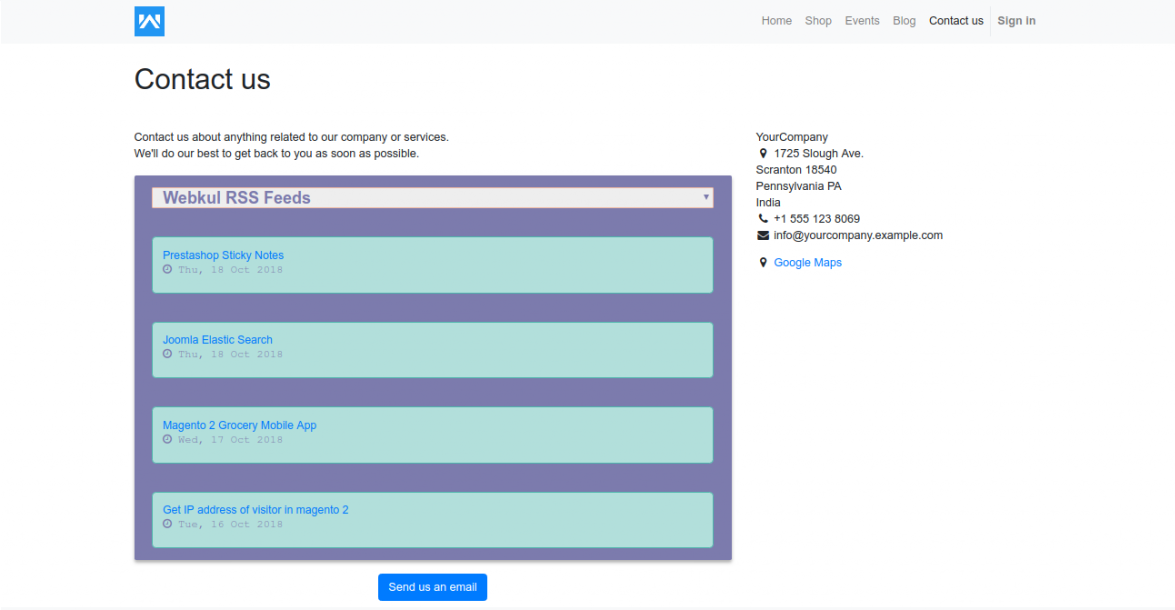 Home Shop Events Blog Contact us Sign in
Contact us
Contact us about anything related to our company or services.
We'll do our best to get back to you as soon as possible.
Webkul RSS Feeds
Prestashop Sticky Notes
Thu, 18 Oct 2018
Joomla Elastic Search
Thu, 18 Oct 2018
Magento 2 Grocery Mobile App
Wed, 17 Oct 2018
Get IP address of visitor in magento 2
Tue, 16 Oct 2018
Send us an email
YourCompany
1725 Slough Ave.
Scranton 18540
Pennsylvania PA
India
+1 555 123 8069
info@yourcompany.example.com
Google Maps